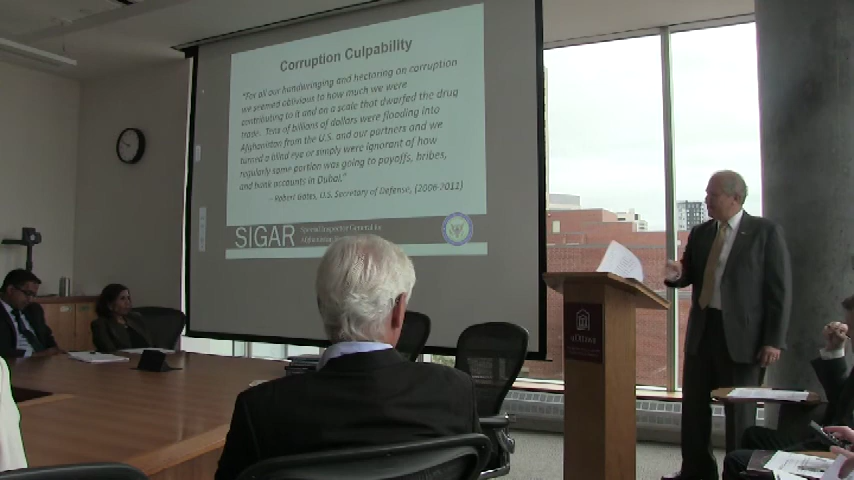 Corruption Culpability
"For all our handwringing and hectoring on corruption
we seemed oblivious to how much we were
contributing to it and on a scale that dwarfed the drug
trade. Tens of billions of dollars were flooding into
Afghanistan from the U.S. and our partners and we
turned a blind eye or simply were ignorant of how
regularly some portion was going to payoffs, bribes,
and bank accounts in Dubai."
– Robert Gates, U.S. Secretary of Defense, (2006-2011)
SIGAR
Special Inspector General for
Afghanistan
uOttawa